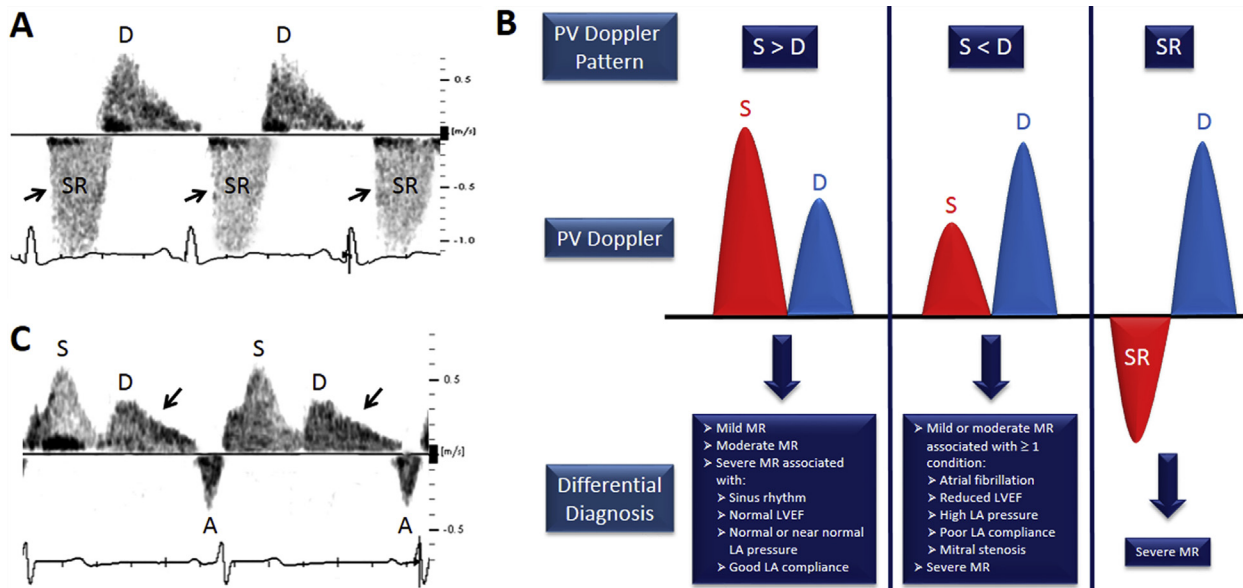 A
D
D
0.5
[m/s]
SR
SR
SR
-0.5
-1.0
B
PV Doppler
Pattern
S > D
S < D
SR
S
D
S
D
D
SR
PV Doppler
Differential
Diagnosis
Mild MR
Moderate MR
Severe MR associated
with:
Sinus rhythm
Normal LVEF
Normal or near normal
LA pressure
Good LA compliance
Mild or moderate MR
associated with ≥ 1
condition:
Atrial fibrillation
Reduced LVEF
High LA pressure
Poor LA compliance
Mitral stenosis
Severe MR
Severe MR
C
S
S
D
D
0.5
[m/s]
-0.5
A
A